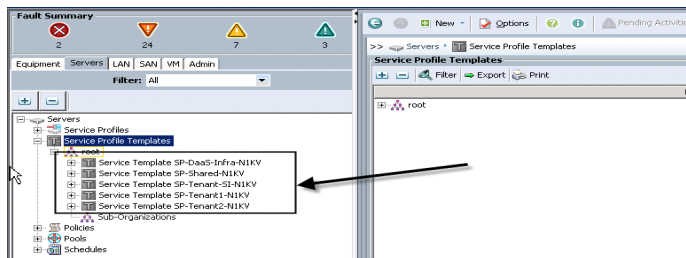 Fault Summary
2 24 7 3
Equipment Servers LAN SAN VM Admin
Filter: All
Servers
Service Profiles
Service Profile Templates
root
Service Template SP-DaaS-Infra-N1KV
Service Template SP-Shared-N1KV
Service Template SP-Tenant-SI-N1KV
Service Template SP-Tenant1-N1KV
Service Template SP-Tenant2-N1KV
Sub-Organizations
Policies
Pools
Schedules
New Options Pending Activitie
>> Servers Service Profile Templates
Service Profile Templates
Filter Export Print
root